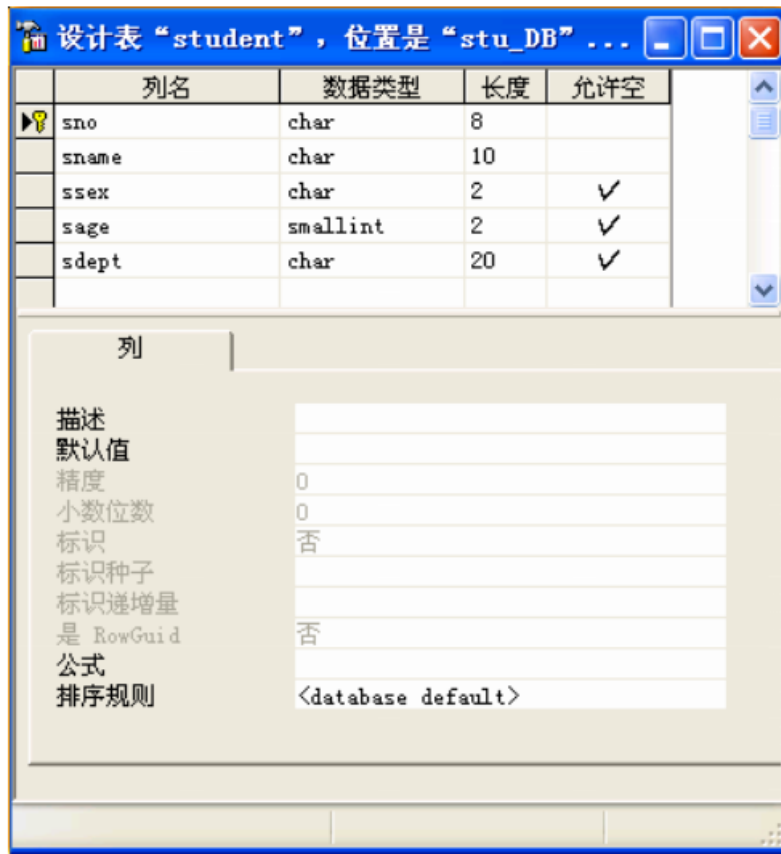 设计表“student”，位置是“stu_DB”...
列名 数据类型 长度 允许空
sno char 8
sname char 10
ssex char 2 ✓
sage smallint 2 ✓
sdept char 20 ✓
列
描述
默认值
精度 0
小数位数 0
标识 否
标识种子
标识递增量
是 RowGuid 否
公式
排序规则 <database default>